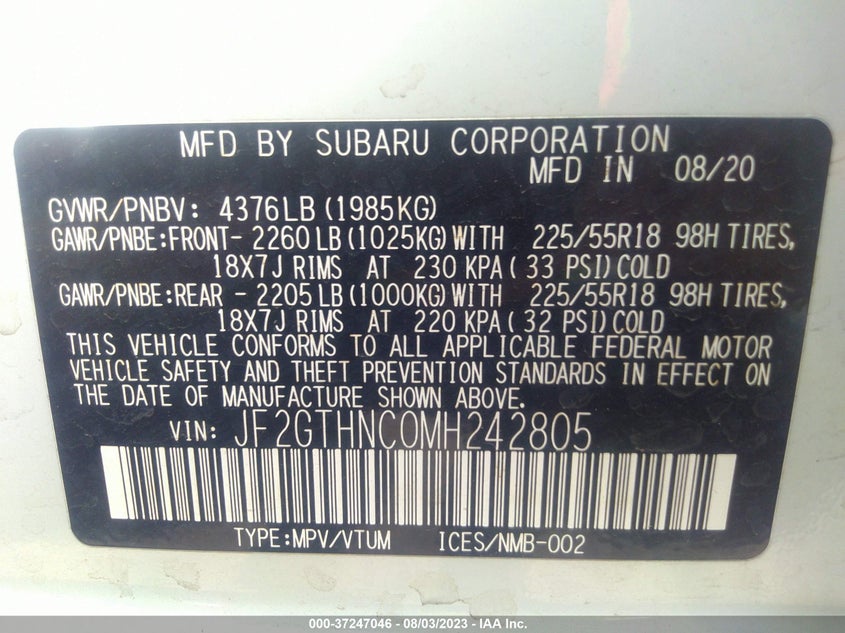 MFD BY SUBARU CORPORATION
MFD IN 08/20
GVWR/PNBV: 4376LB (1985KG)
GAWR/PNBE:FRONT- 2260 LB (1025KG) WITH 225/55R18 98H TIRES,
18X7J RIMS AT 230 KPA ( 33 PSI) COLD
GAWR/PNBE:REAR - 2205 LB (1000KG) WITH 225/55R18 98H TIRES,
18X7J RIMS AT 220 KPA ( 32 PSI) COLD
THIS VEHICLE CONFORMS TO ALL APPLICABLE FEDERAL MOTOR
VEHICLE SAFETY AND THEFT PREVENTION STANDARDS IN EFFECT ON
THE DATE OF MANUFACTURE SHOWN ABOVE.
VIN: JF2GTHNC0MH242805
TYPE:MPV/VTUM ICES/NMB-002
000-37247046 - 08/03/2023 - IAA Inc.